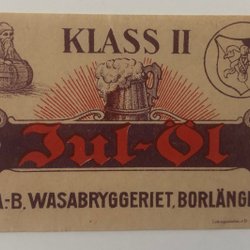 KLASS II
Jul-Öl
A.-B. WASABRYGGERIET, BORLÄNGE